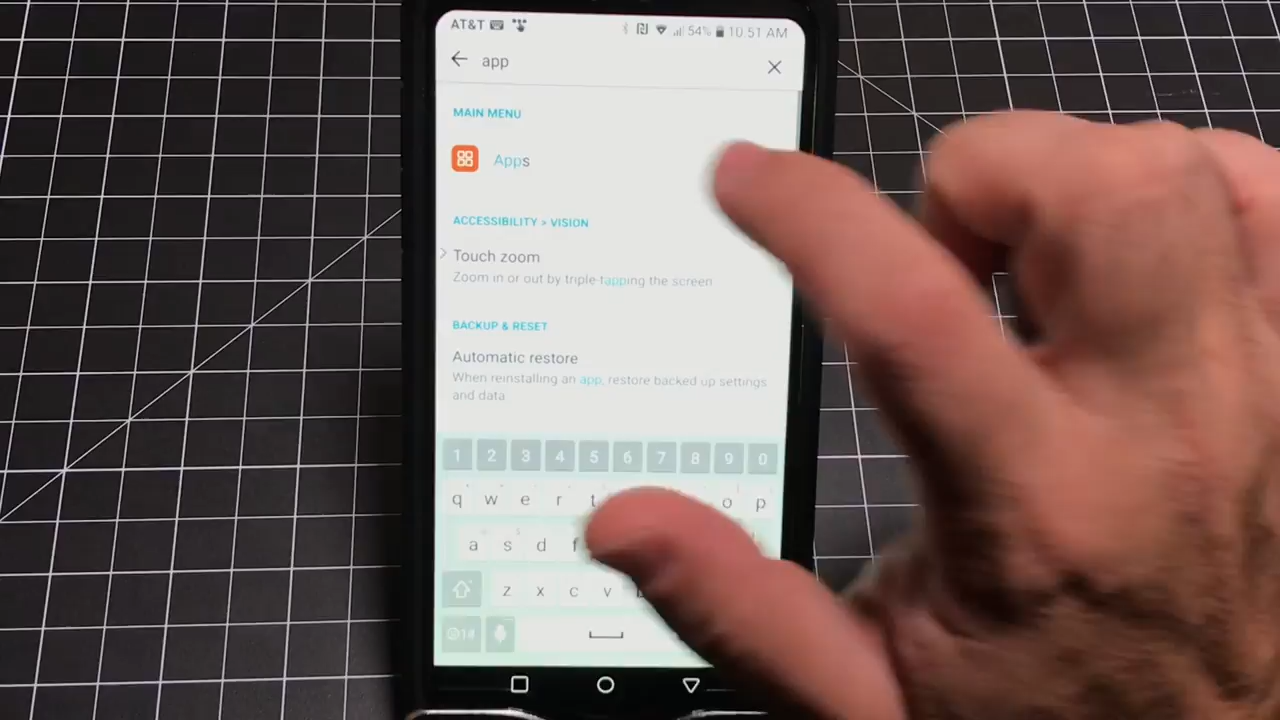 AT&T 54% 10:51 AM
app
MAIN MENU
Apps
ACCESSIBILITY > VISION
Touch zoom
Zoom in or out by triple-tapping the screen
BACKUP & RESET
Automatic restore
When reinstalling an app, restore backed up settings
and data
1 2 3 4 5 6 7 8 9 0
q w e r t o p
a s d f
z x c v